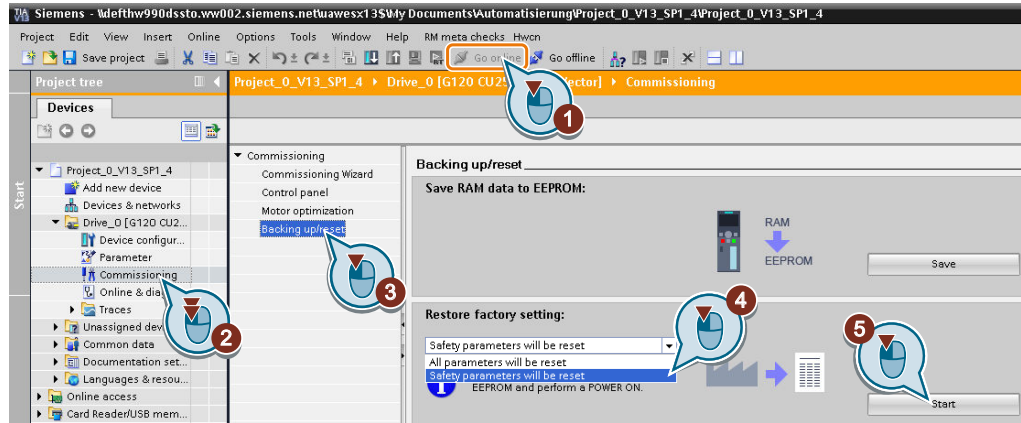 Siemens - \\defthw990dssto.ww002.siemens.net\uawesx13$\My Documents\Automatisierung\Project_0_V13_SP1_4\Project_0_V13_SP1_4
Project Edit View Insert Online Options Tools Window Help RM meta checks Hwcn
Save project Go online Go offline
Project tree
Project_0_V13_SP1_4 Drive_0 [G120 CU25 ector] Commissioning
1
Devices
Start
Project_0_V13_SP1_4
Add new device
Devices & networks
Drive_0 [G120 CU2...
Device configur...
Parameter
Commissioning
Online & dia
Traces
Unassigned dev
Common data
Documentation set...
Languages & resou...
Online access
Card Reader/USB mem...
2
Commissioning
Commissioning Wizard
Control panel
Motor optimization
Backing up/reset
3
Backing up/reset
Save RAM data to EEPROM:
RAM
EEPROM
Save
Restore factory setting:
4
Safety parameters will be reset
All parameters will be reset
Safety parameters will be reset
EEPROM and perform a POWER ON.
5
Start